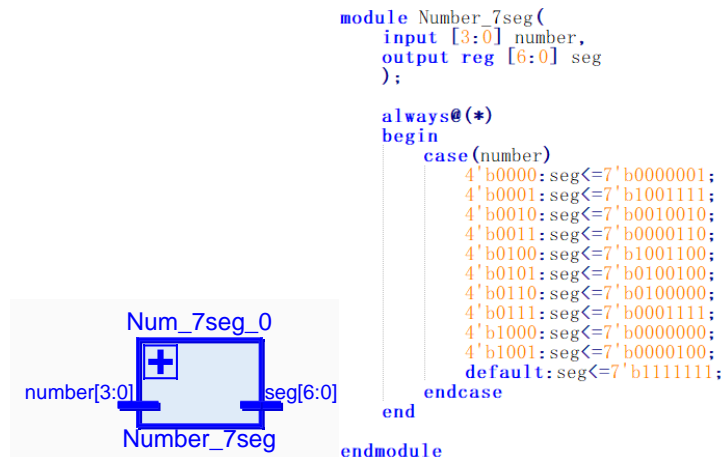 module Number_7seg(
    input [3:0] number,
    output reg [6:0] seg
    );
    always@(*)
    begin
        case(number)
            4'b0000:seg<=7'b0000001;
            4'b0001:seg<=7'b1001111;
            4'b0010:seg<=7'b0010010;
            4'b0011:seg<=7'b0000110;
            4'b0100:seg<=7'b1001100;
            4'b0101:seg<=7'b0100100;
            4'b0110:seg<=7'b0100000;
            4'b0111:seg<=7'b0001111;
            4'b1000:seg<=7'b0000000;
            4'b1001:seg<=7'b0000100;
            default:seg<=7'b1111111;
        endcase
    end
endmodule
Num_7seg_0
number[3:0]
seg[6:0]
Number_7seg